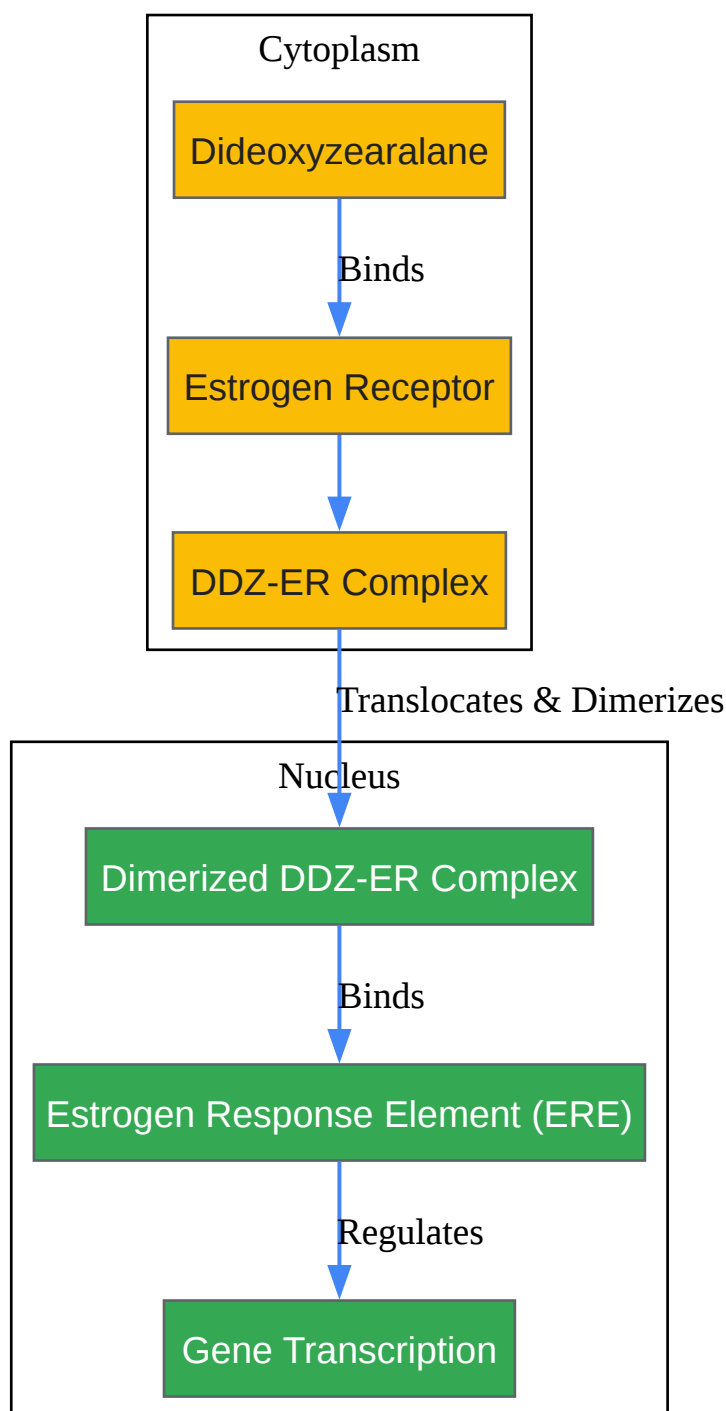 Cytoplasm
Dideoxyzearalane
Binds
Estrogen Receptor
DDZ-ER Complex
Translocates & Dimerizes
Nucleus
Dimerized DDZ-ER Complex
Binds
Estrogen Response Element (ERE)
Regulates
Gene Transcription